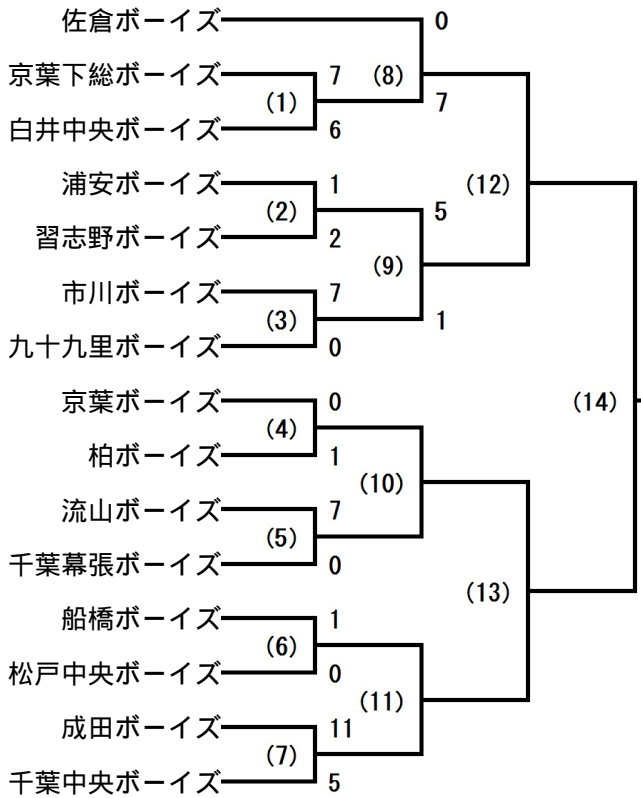 佐倉ボーイズ 0
京葉下総ボーイズ 7 (8)
(1) 7
白井中央ボーイズ 6
浦安ボーイズ 1 (12)
(2) 5
習志野ボーイズ 2
(9)
市川ボーイズ 7
(3) 1
九十九里ボーイズ 0
京葉ボーイズ 0 (14)
(4)
柏ボーイズ 1
(10)
流山ボーイズ 7
(5)
千葉幕張ボーイズ 0
(13)
船橋ボーイズ 1
(6)
松戸中央ボーイズ 0
(11)
成田ボーイズ 11
(7)
千葉中央ボーイズ 5